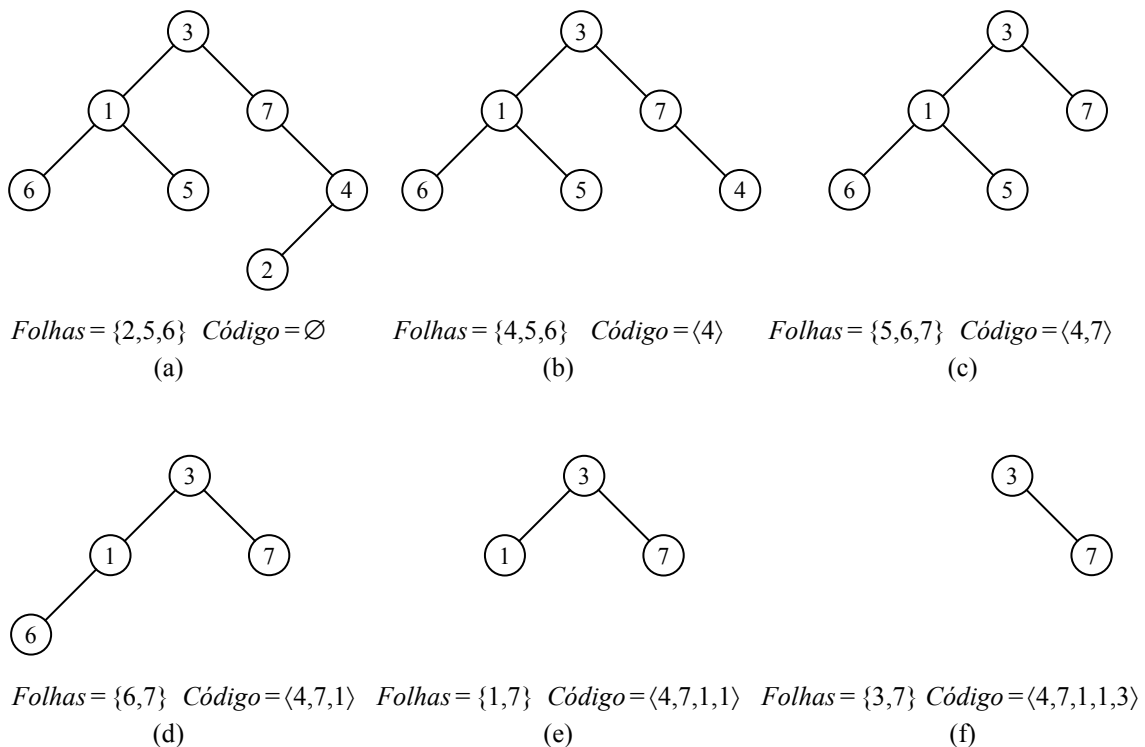 3 3 3
1 7 1 7 1 7
6 5 4 6 5 4 6 5
2
Folhas = {2,5,6} Código = ∅ Folhas = {4,5,6} Código = ⟨4⟩ Folhas = {5,6,7} Código = ⟨4,7⟩
(a) (b) (c)
3 3 3
1 7 1 7 7
6
Folhas = {6,7} Código = ⟨4,7,1⟩ Folhas = {1,7} Código = ⟨4,7,1,1⟩ Folhas = {3,7} Código = ⟨4,7,1,1,3⟩
(d) (e) (f)